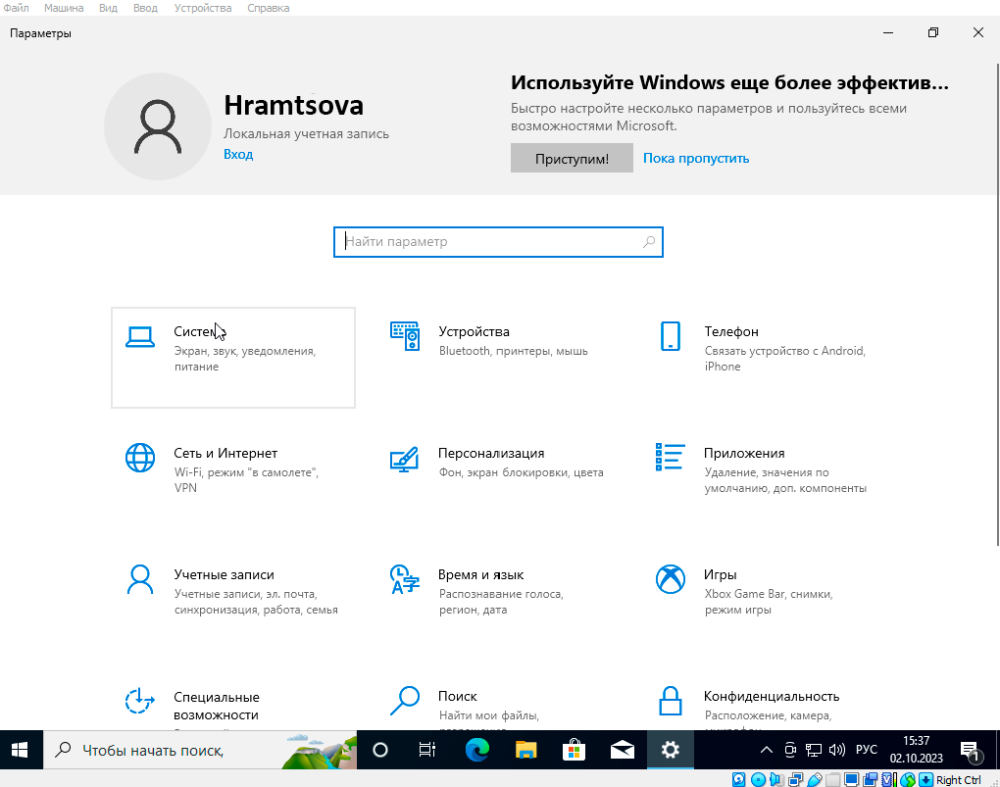 Файл Машина Вид Ввод Устройства Справка
Параметры
Hramtsova
Локальная учетная запись
Вход
Используйте Windows еще более эффектив...
Быстро настройте несколько параметров и пользуйтесь всеми
возможностями Microsoft.
Приступим! Пока пропустить
Найти параметр
Система
Экран, звук, уведомления,
питание
Устройства
Bluetooth, принтеры, мышь
Телефон
Связать устройство с Android,
iPhone
Сеть и Интернет
Wi-Fi, режим "в самолете",
VPN
Персонализация
Фон, экран блокировки, цвета
Приложения
Удаление, значения по
умолчанию, доп. компоненты
Учетные записи
Учетные записи, эл. почта,
синхронизация, работа, семья
Время и язык
Распознавание голоса,
регион, дата
Игры
Xbox Game Bar, снимки,
режим игры
Специальные
возможности
Поиск
Найти мои файлы,
Конфиденциальность
Расположение, камера,
Чтобы начать поиск,
РУС
15:37
02.10.2023
1
Right Ctrl